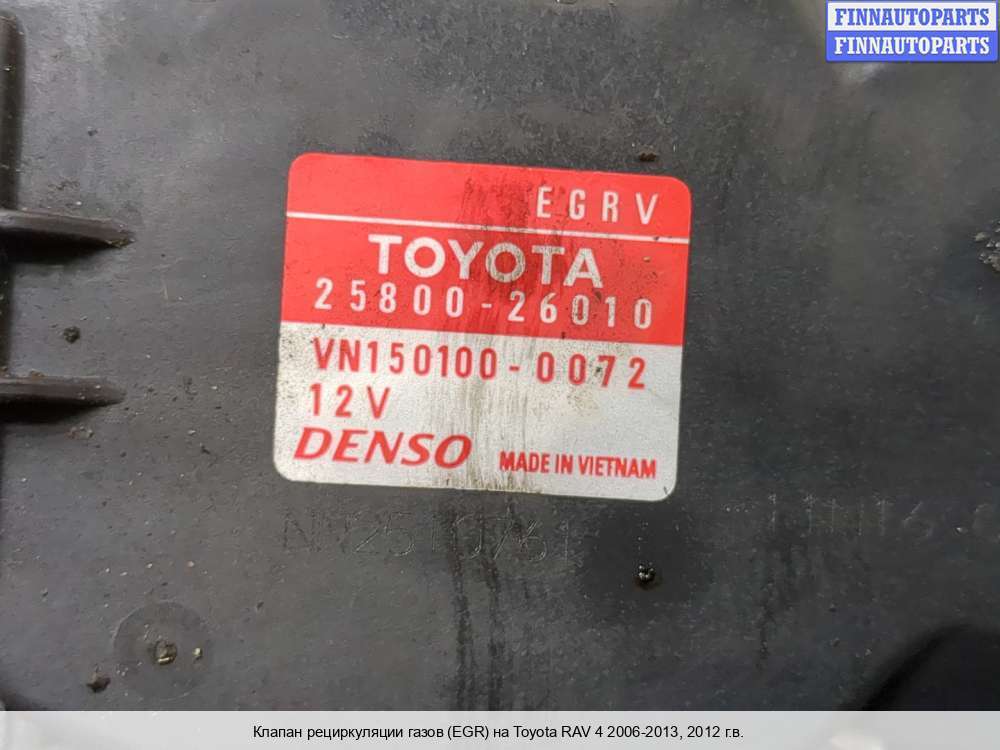 FINNAUTOPARTS
FINNAUTOPARTS
EGRV
TOYOTA
25800-26010
VN150100-0072
12V
DENSO MADE IN VIETNAM
Клапан рециркуляции газов (EGR) на Toyota RAV 4 2006-2013, 2012 г.в.